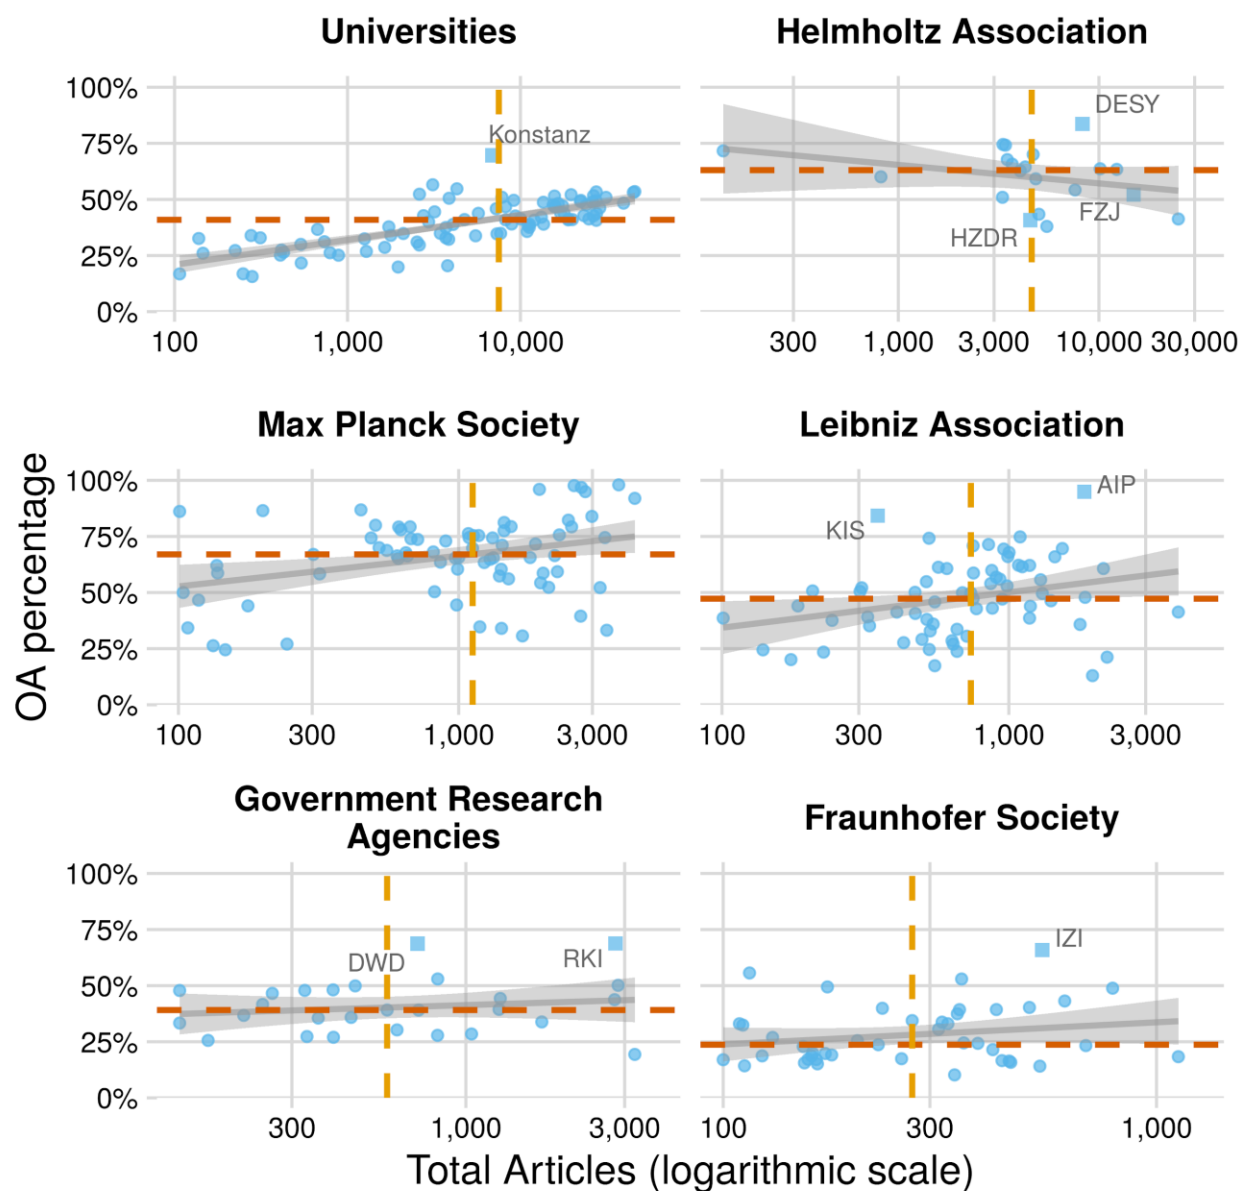 Universities
Helmholtz Association
100%
75%
50%
25%
0%
Konstanz
DESY
FZJ
HZDR
100
1,000
10,000
300
1,000
3,000
10,000
30,000
Max Planck Society
Leibniz Association
OA percentage
100%
75%
50%
25%
0%
AIP
KIS
100
300
1,000
3,000
100
300
1,000
3,000
Government Research
Agencies
Fraunhofer Society
100%
75%
50%
25%
0%
DWD
RKI
IZI
300
1,000
3,000
100
300
1,000
Total Articles (logarithmic scale)